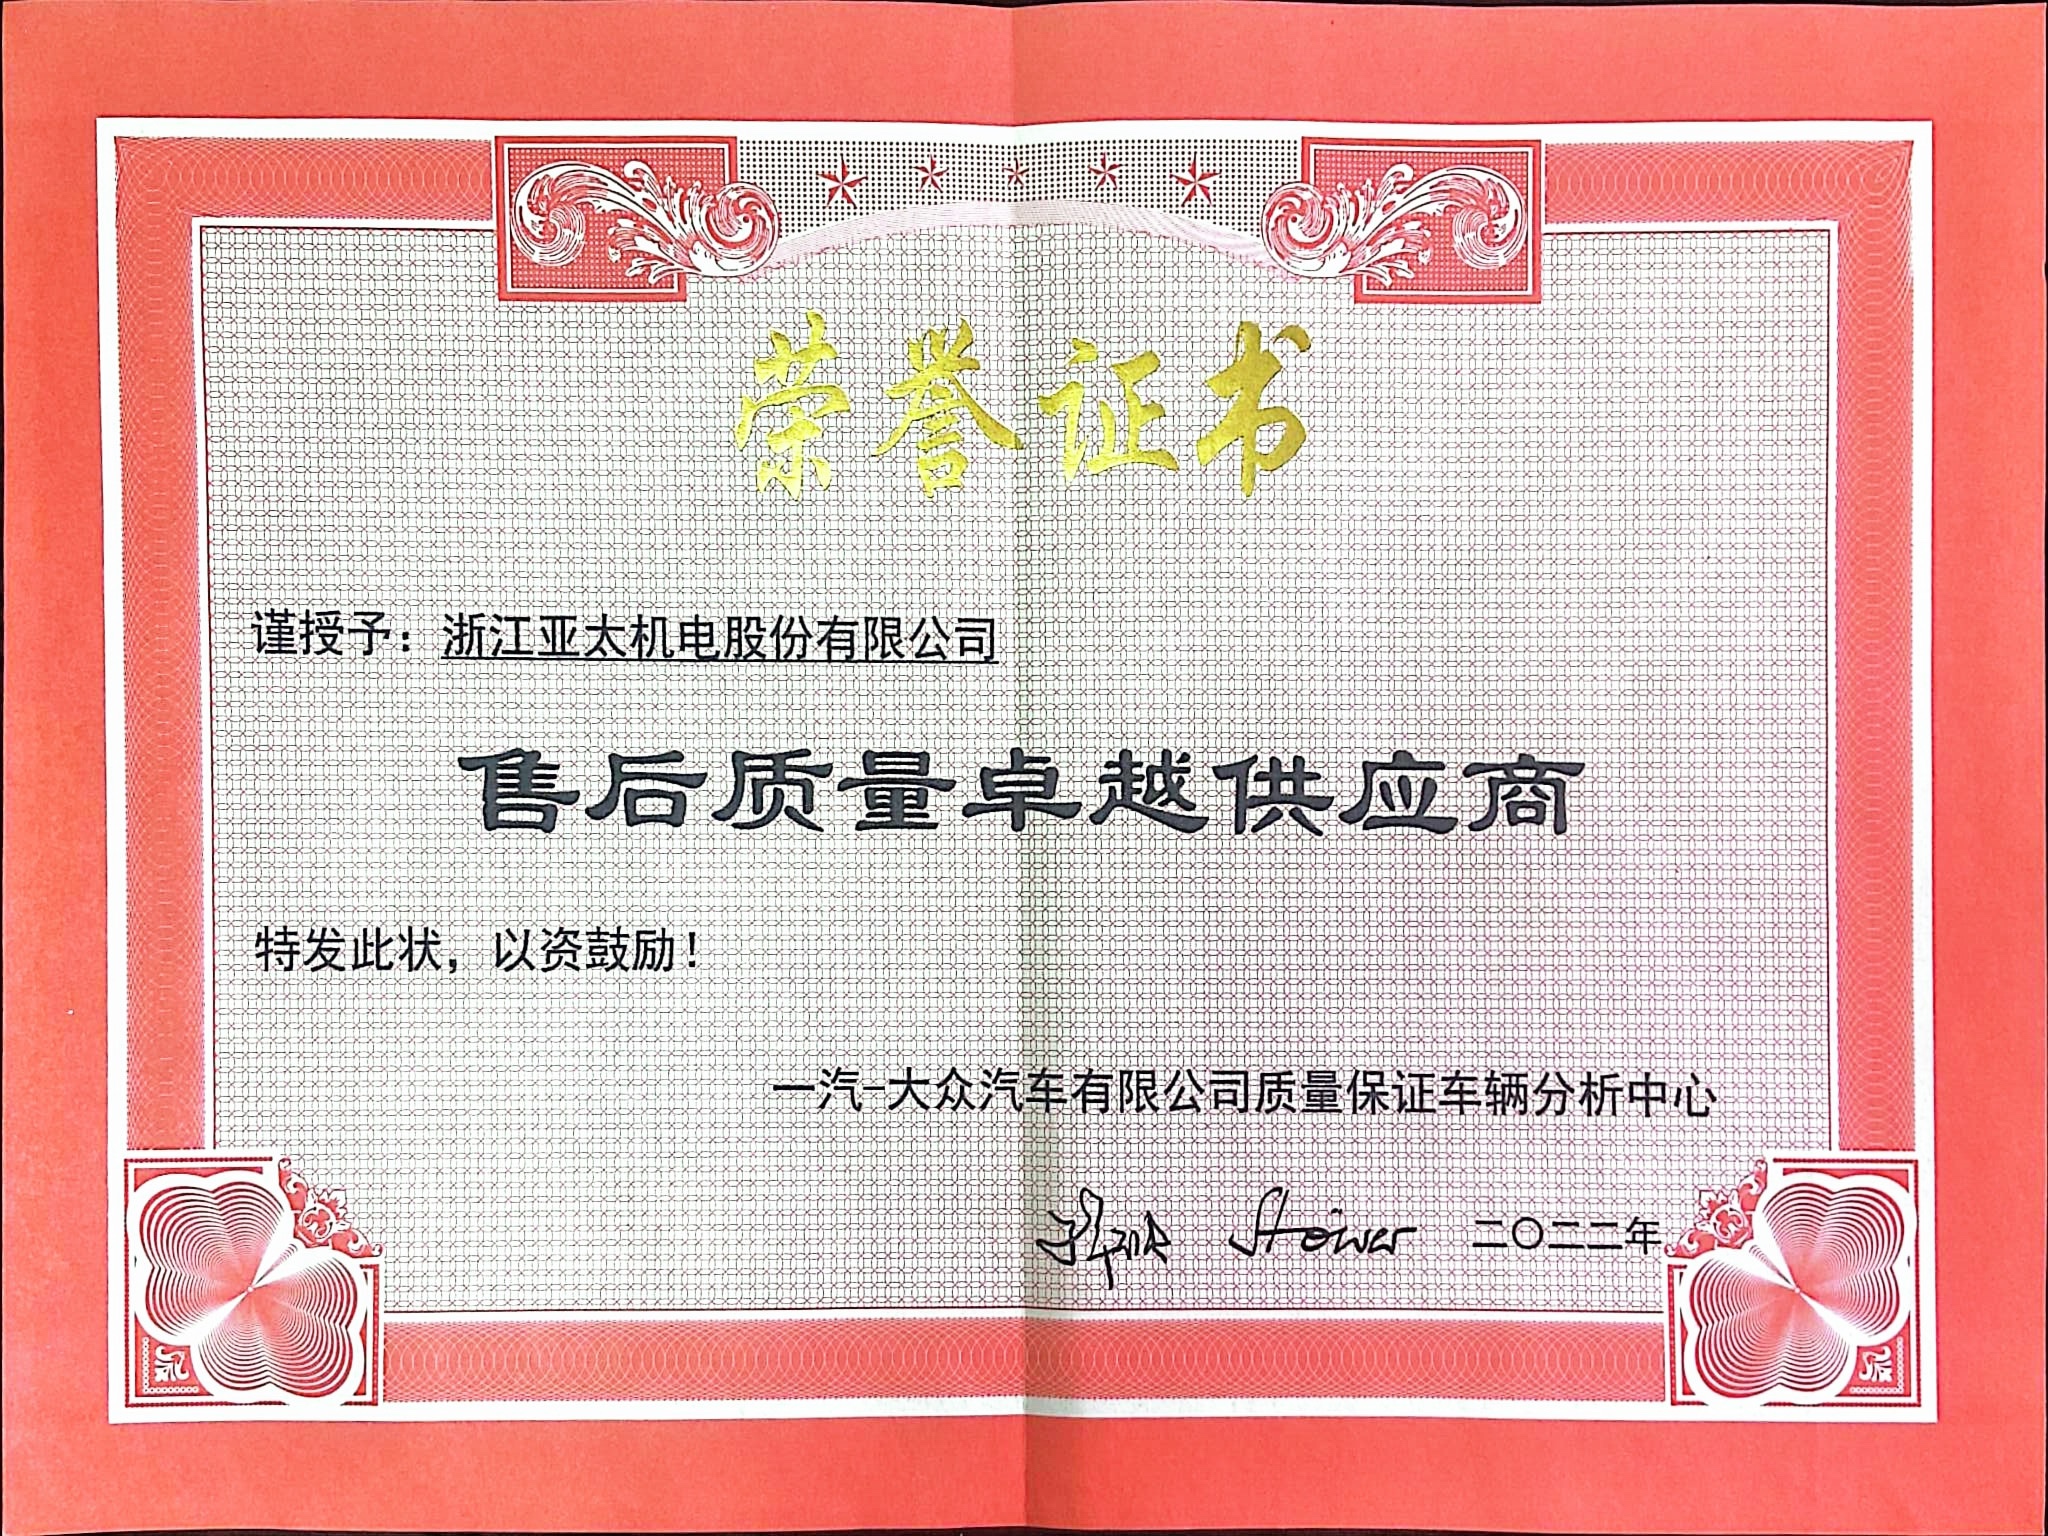 荣誉证书
谨授予：浙江亚太机电股份有限公司
售后质量卓越供应商
特发此状，以资鼓励！
一汽-大众汽车有限公司质量保证车辆分析中心
二〇二二年